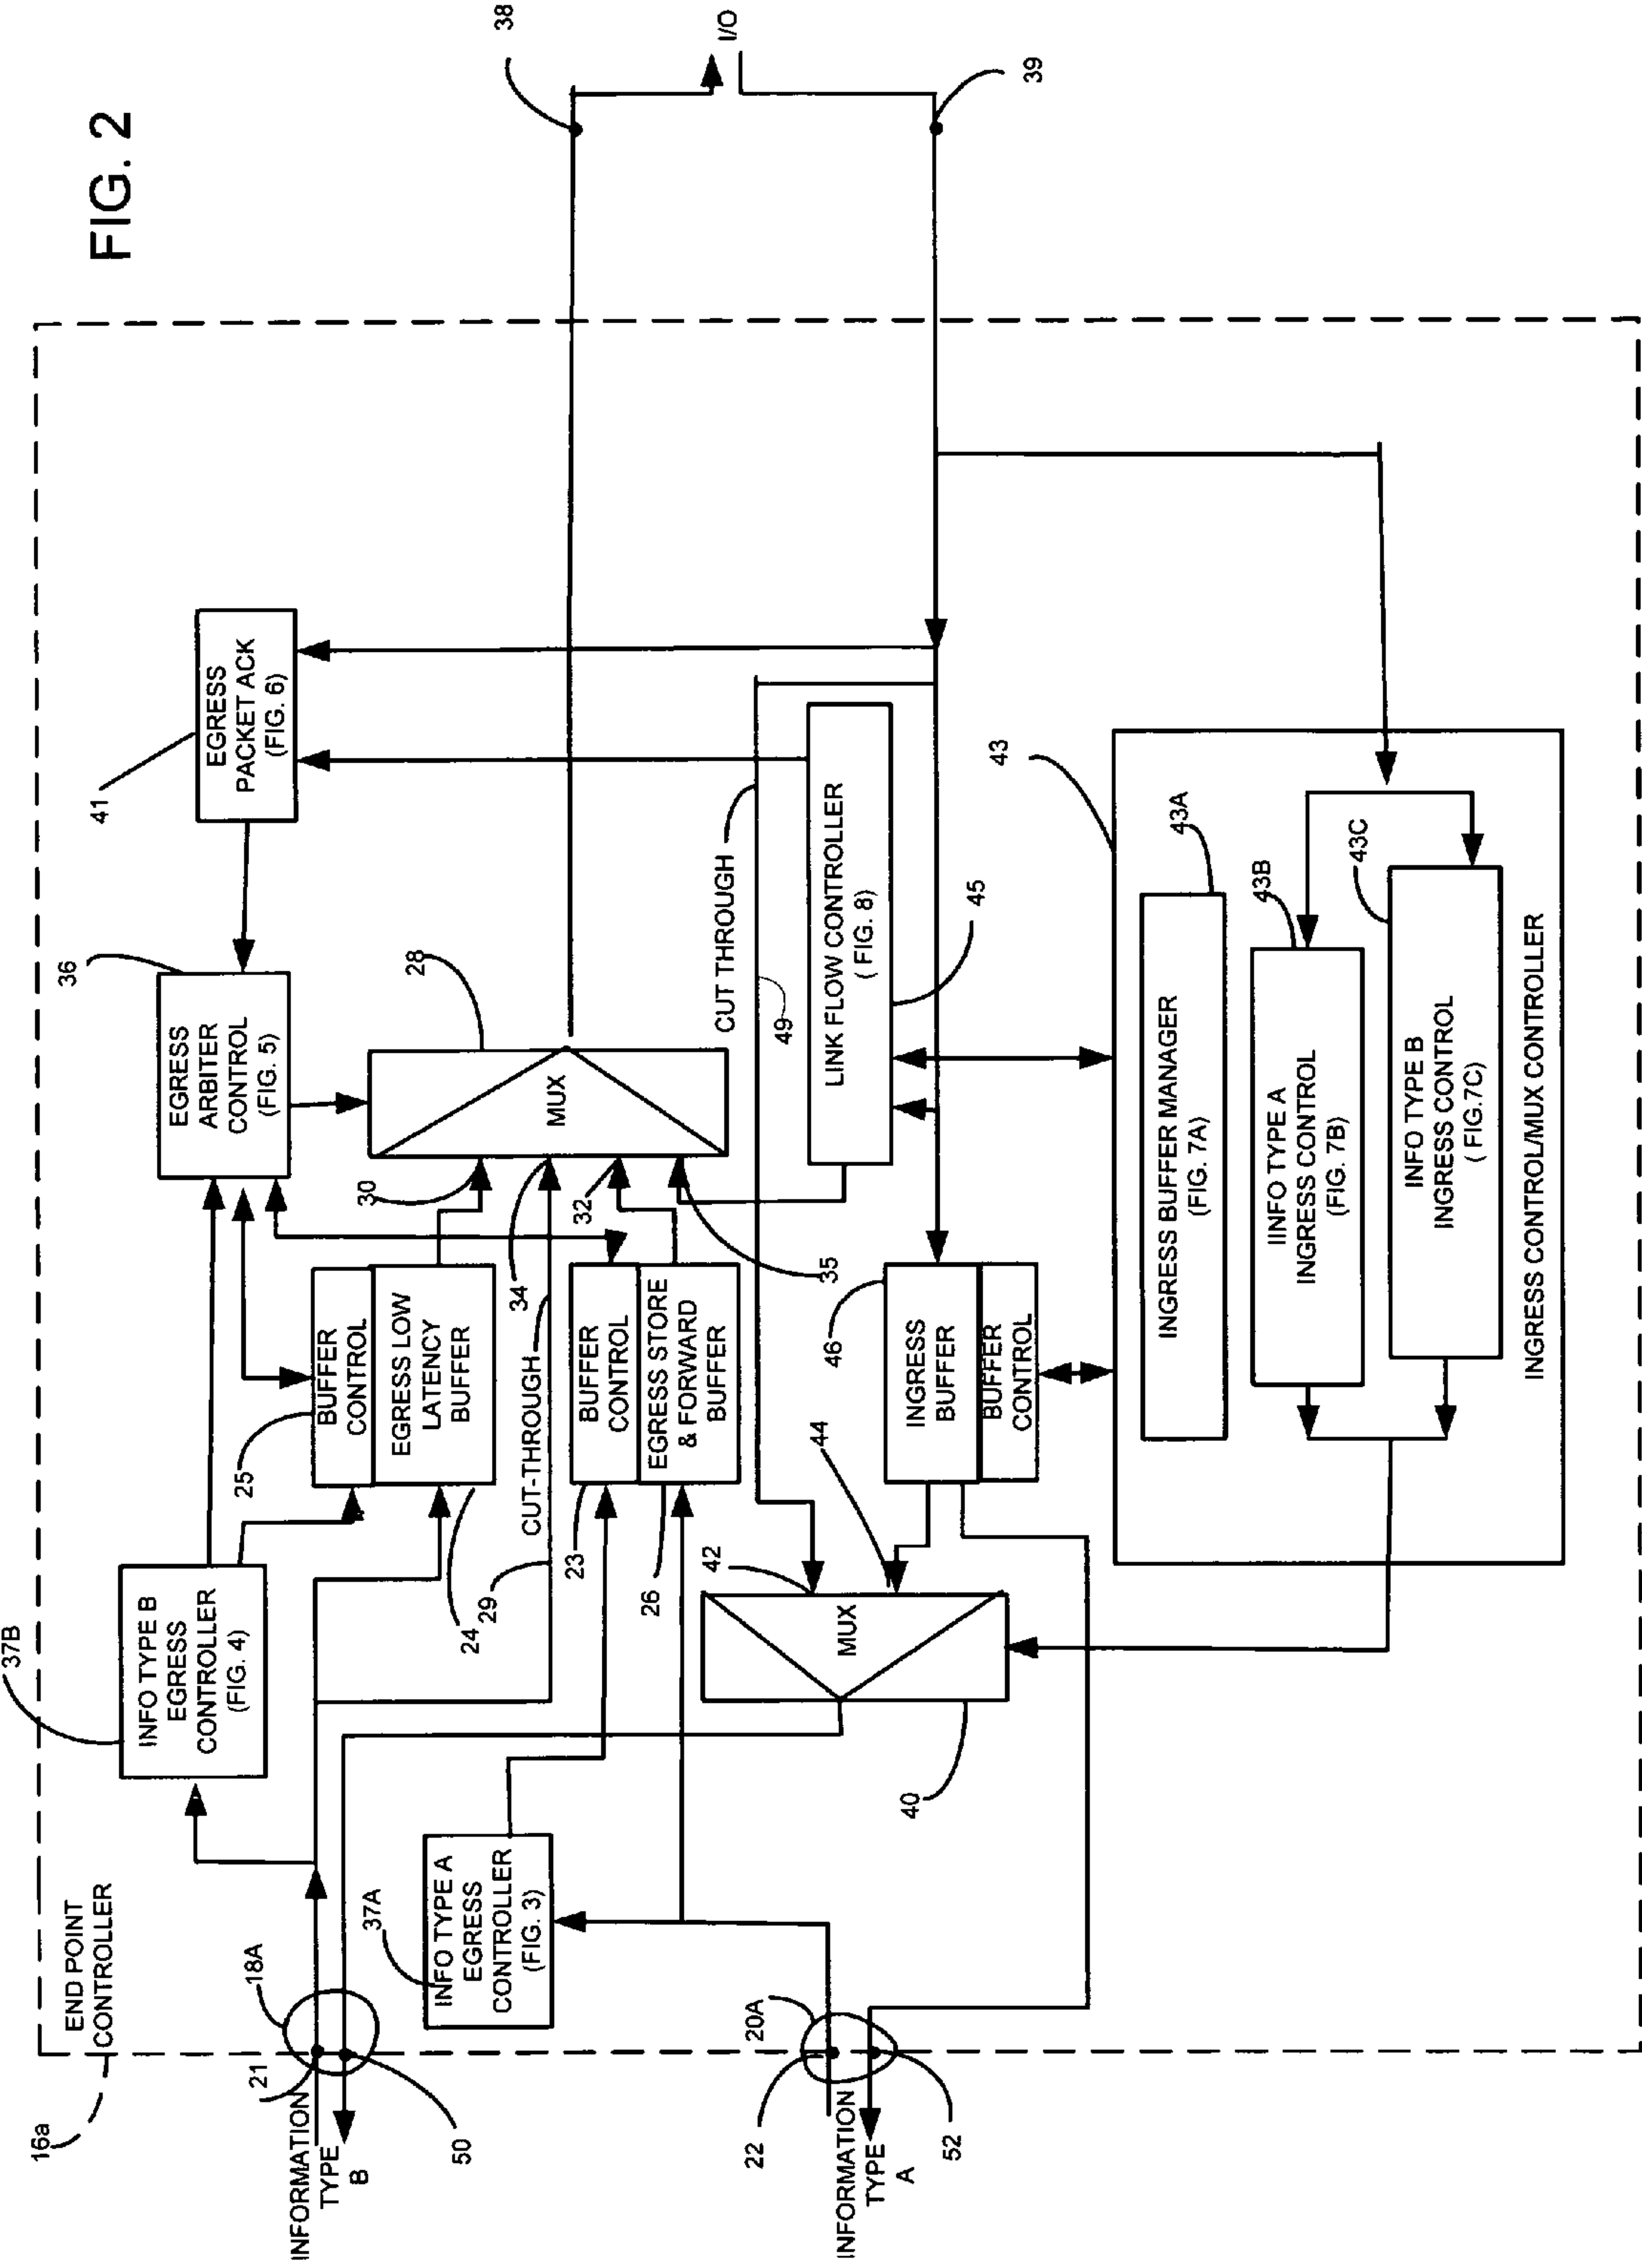 FIG. 2
16a
END POINT
CONTROLLER
37B
INFO TYPE B
EGRESS
CONTROLLER
(FIG. 4)
36
EGRESS
ARBITER
CONTROL
(FIG. 5)
41
EGRESS
PACKET ACK
(FIG. 6)
38
I/O
39
INFORMATION
TYPE
B
21
18A
50
25
BUFFER
CONTROL
EGRESS LOW
LATENCY
BUFFER
24
29
CUT-THROUGH
30
34
32
35
28
MUX
37A
INFO TYPE A
EGRESS
CONTROLLER
(FIG. 3)
23
BUFFER
CONTROL
EGRESS STORE
& FORWARD
BUFFER
26
CUT THROUGH
49
LINK FLOW CONTROLLER
( FIG. 8)
45
INFORMATION
TYPE
A
22
20A
52
40
MUX
42
44
46
INGRESS
BUFFER
BUFFER
CONTROL
43
INGRESS BUFFER MANAGER
(FIG. 7A)
43A
IINFO TYPE A
INGRESS CONTROL
(FIG. 7B)
43B
INFO TYPE B
INGRESS CONTROL
( FIG.7C)
43C
INGRESS CONTROL/MUX CONTROLLER